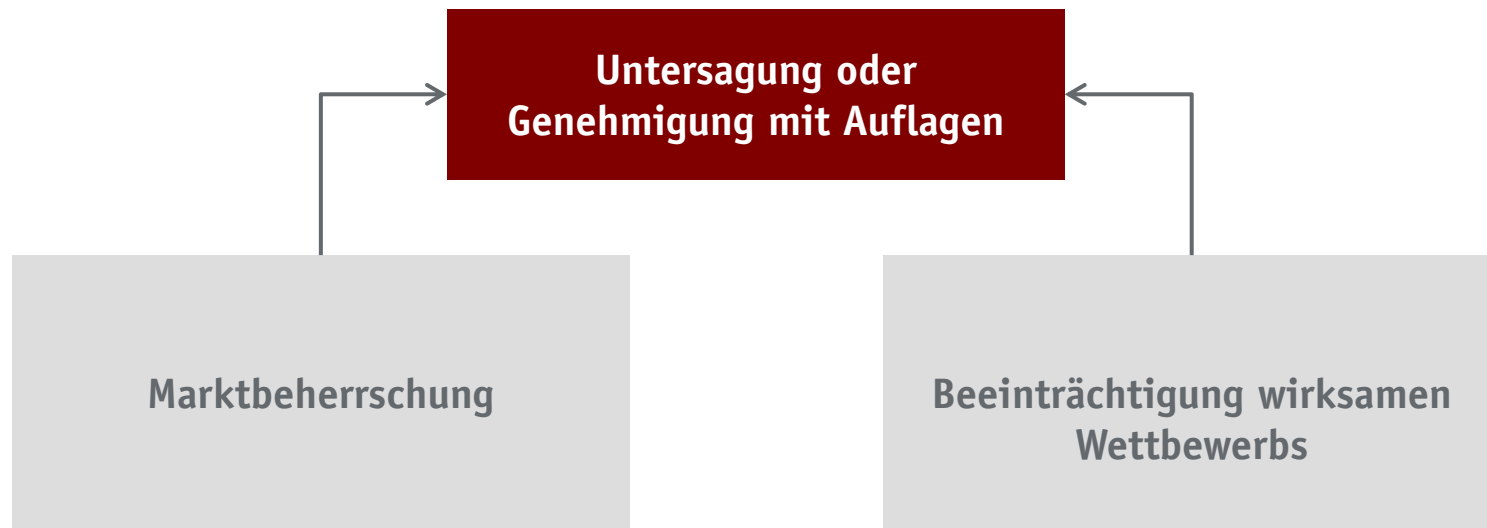 Untersagung oder
Genehmigung mit Auflagen
Marktbeherrschung
Beeinträchtigung wirksamen
Wettbewerbs